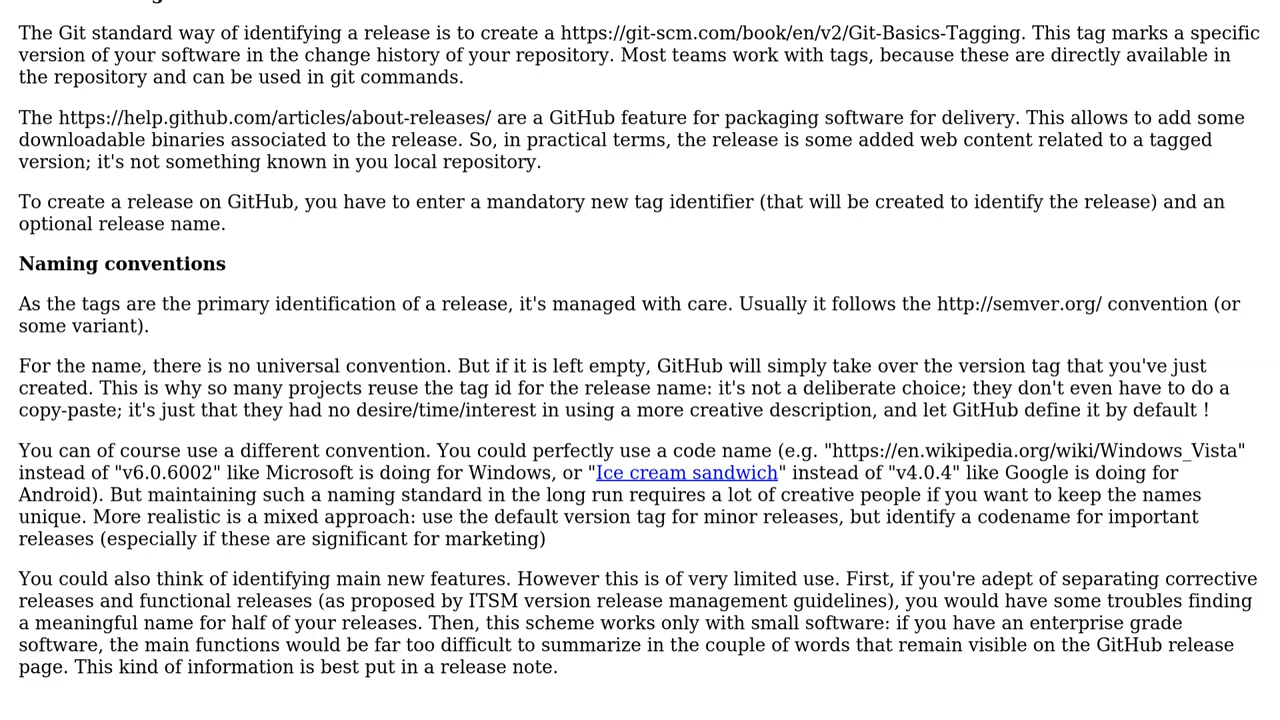 The Git standard way of identifying a release is to create a https://git-scm.com/book/en/v2/Git-Basics-Tagging. This tag marks a specific
version of your software in the change history of your repository. Most teams work with tags, because these are directly available in
the repository and can be used in git commands.
The https://help.github.com/articles/about-releases/ are a GitHub feature for packaging software for delivery. This allows to add some
downloadable binaries associated to the release. So, in practical terms, the release is some added web content related to a tagged
version; it's not something known in you local repository.
To create a release on GitHub, you have to enter a mandatory new tag identifier (that will be created to identify the release) and an
optional release name.
Naming conventions
As the tags are the primary identification of a release, it's managed with care. Usually it follows the http://semver.org/ convention (or
some variant).
For the name, there is no universal convention. But if it is left empty, GitHub will simply take over the version tag that you've just
created. This is why so many projects reuse the tag id for the release name: it's not a deliberate choice; they don't even have to do a
copy-paste; it's just that they had no desire/time/interest in using a more creative description, and let GitHub define it by default !
You can of course use a different convention. You could perfectly use a code name (e.g. "https://en.wikipedia.org/wiki/Windows_Vista"
instead of "v6.0.6002" like Microsoft is doing for Windows, or "Ice cream sandwich" instead of "v4.0.4" like Google is doing for
Android). But maintaining such a naming standard in the long run requires a lot of creative people if you want to keep the names
unique. More realistic is a mixed approach: use the default version tag for minor releases, but identify a codename for important
releases (especially if these are significant for marketing)
You could also think of identifying main new features. However this is of very limited use. First, if you're adept of separating corrective
releases and functional releases (as proposed by ITSM version release management guidelines), you would have some troubles finding
a meaningful name for half of your releases. Then, this scheme works only with small software: if you have an enterprise grade
software, the main functions would be far too difficult to summarize in the couple of words that remain visible on the GitHub release
page. This kind of information is best put in a release note.